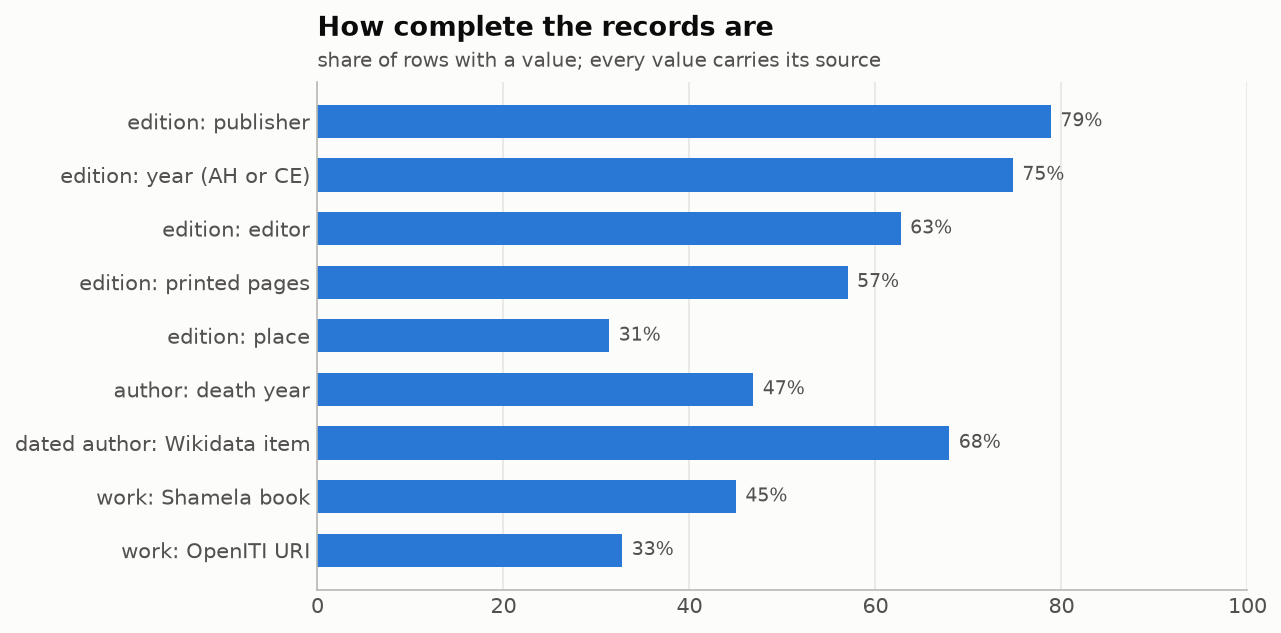 How complete the records are
share of rows with a value; every value carries its source
edition: publisher 79%
edition: year (AH or CE) 75%
edition: editor 63%
edition: printed pages 57%
edition: place 31%
author: death year 47%
dated author: Wikidata item 68%
work: Shamela book 45%
work: OpenITI URI 33%
0 20 40 60 80 100